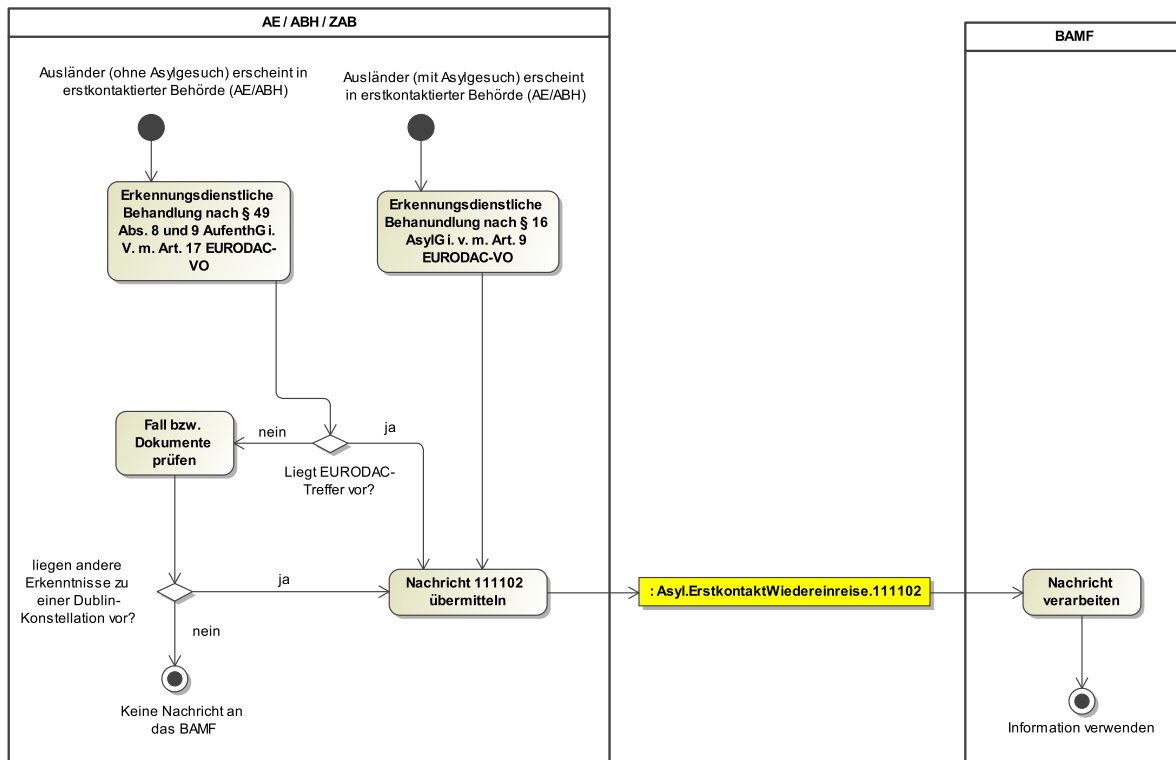 AE / ABH / ZAB
BAMF
Ausländer (ohne Asylgesuch) erscheint in
erstkontaktierter Behörde (AE/ABH)
Ausländer (mit Asylgesuch) erscheint
in erstkontaktierter Behörde (AE/ABH)
Erkennungsdienstliche
Behandlung nach § 49
Abs. 8 und 9 AufenthG i.
V. m. Art. 17 EURODAC-
VO
Erkennungsdienstliche
Behanundlung nach § 16
AsylG i. v. m. Art. 9
EURODAC-VO
Fall bzw.
Dokumente
prüfen
nein
ja
Liegt EURODAC-
Treffer vor?
liegen andere
Erkenntnisse zu
einer Dublin-
Konstellation vor?
ja
nein
Nachricht 111102
übermitteln
: Asyl.ErstkontaktWiedereinreise.111102
Nachricht
verarbeiten
Keine Nachricht an
das BAMF
Information verwenden